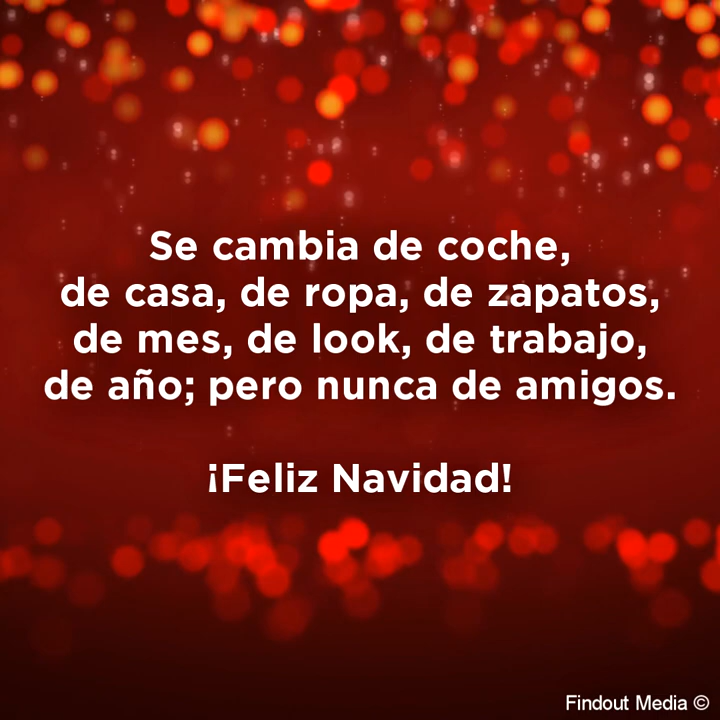 Se cambia de coche,
de casa, de ropa, de zapatos,
de mes, de look, de trabajo,
de año; pero nunca de amigos.
¡Feliz Navidad!
Findout Media ©